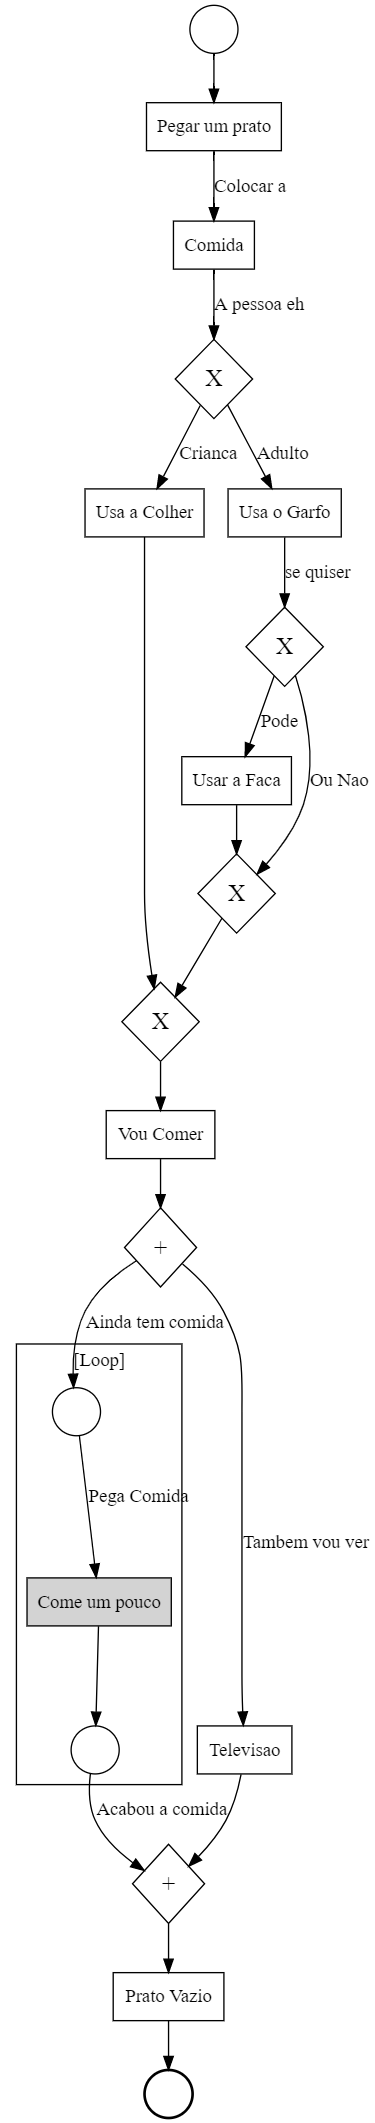 Pegar um prato
Colocar a
Comida
A pessoa eh
X
Crianca
Adulto
Usa a Colher
Usa o Garfo
se quiser
X
Pode
Usar a Faca
Ou Nao
X
X
Vou Comer
+
Ainda tem comida
[Loop]
Pega Comida
Tambem vou ver
Come um pouco
Televisao
Acabou a comida
+
Prato Vazio